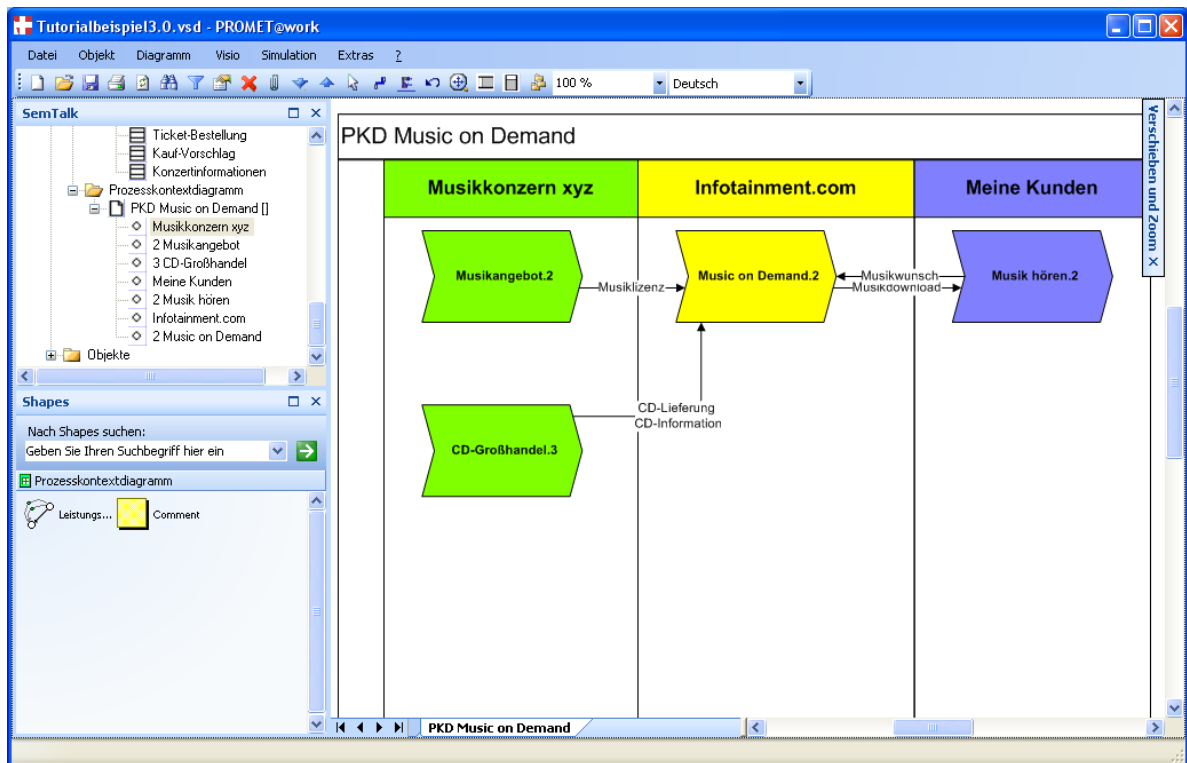 Tutorialbeispiel3.0.vsd - PROMET@work
Datei Objekt Diagramm Visio Simulation Extras ?
100 % Deutsch
SemTalk
Ticket-Bestellung
Kauf-Vorschlag
Konzertinformationen
Prozesskontextdiagramm
PKD Music on Demand []
Musikkonzern xyz
2 Musikangebot
3 CD-Großhandel
Meine Kunden
2 Musik hören
Infotainment.com
2 Music on Demand
Objekte
Shapes
Nach Shapes suchen:
Geben Sie Ihren Suchbegriff hier ein
Prozesskontextdiagramm
Leistungs... Comment
PKD Music on Demand
Musikkonzern xyz Infotainment.com Meine Kunden
Musikangebot.2 Musiklizenz Music on Demand.2 Musikwunsch Musik hören.2
Musikdownload
CD-Lieferung
CD-Information
CD-Großhandel.3
Verschieben und Zoom
PKD Music on Demand